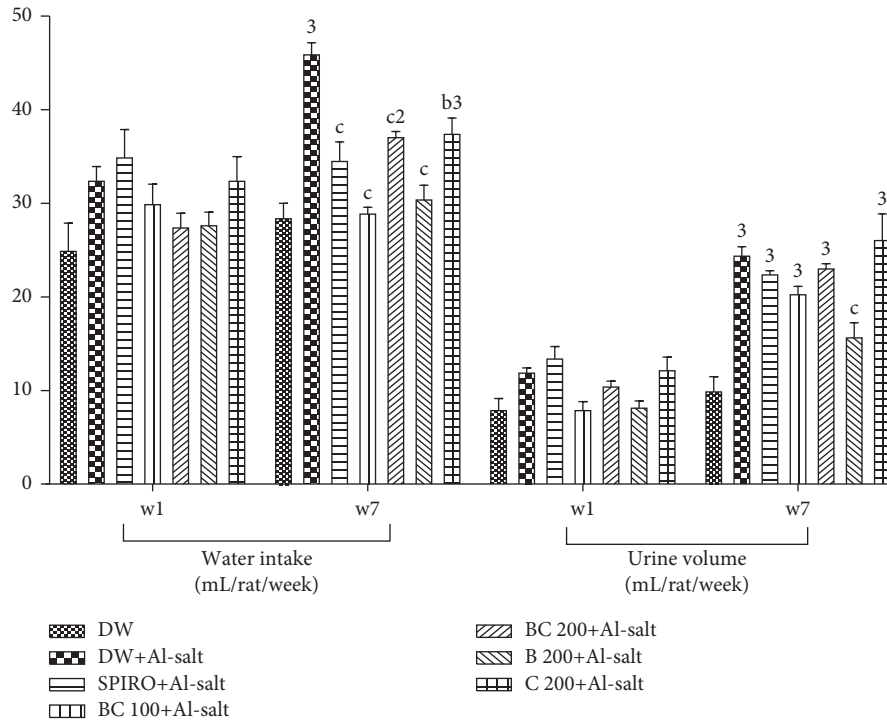 50
40
30
20
10
0
3
c
c
c2
c
b3
3
3
3
3
c
3
w1
w7
w1
w7
Water intake
(mL/rat/week)
Urine volume
(mL/rat/week)
DW
DW+Al-salt
SPIRO+Al-salt
BC 100+Al-salt
BC 200+Al-salt
B 200+Al-salt
C 200+Al-salt